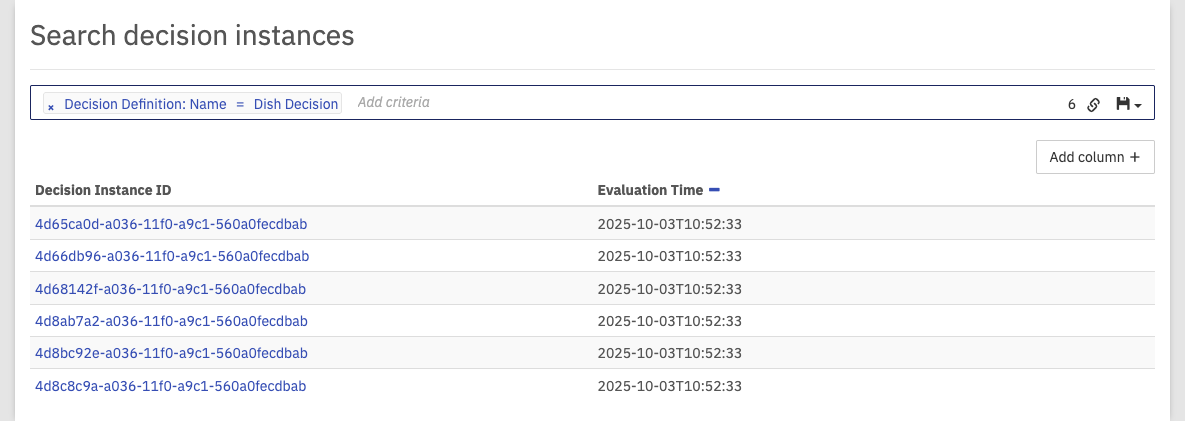 Search decision instances
× Decision Definition: Name = Dish Decision Add criteria 6
Add column +
Decision Instance ID Evaluation Time
4d65ca0d-a036-11f0-a9c1-560a0fecdbab 2025-10-03T10:52:33
4d66db96-a036-11f0-a9c1-560a0fecdbab 2025-10-03T10:52:33
4d68142f-a036-11f0-a9c1-560a0fecdbab 2025-10-03T10:52:33
4d8ab7a2-a036-11f0-a9c1-560a0fecdbab 2025-10-03T10:52:33
4d8bc92e-a036-11f0-a9c1-560a0fecdbab 2025-10-03T10:52:33
4d8c8c9a-a036-11f0-a9c1-560a0fecdbab 2025-10-03T10:52:33